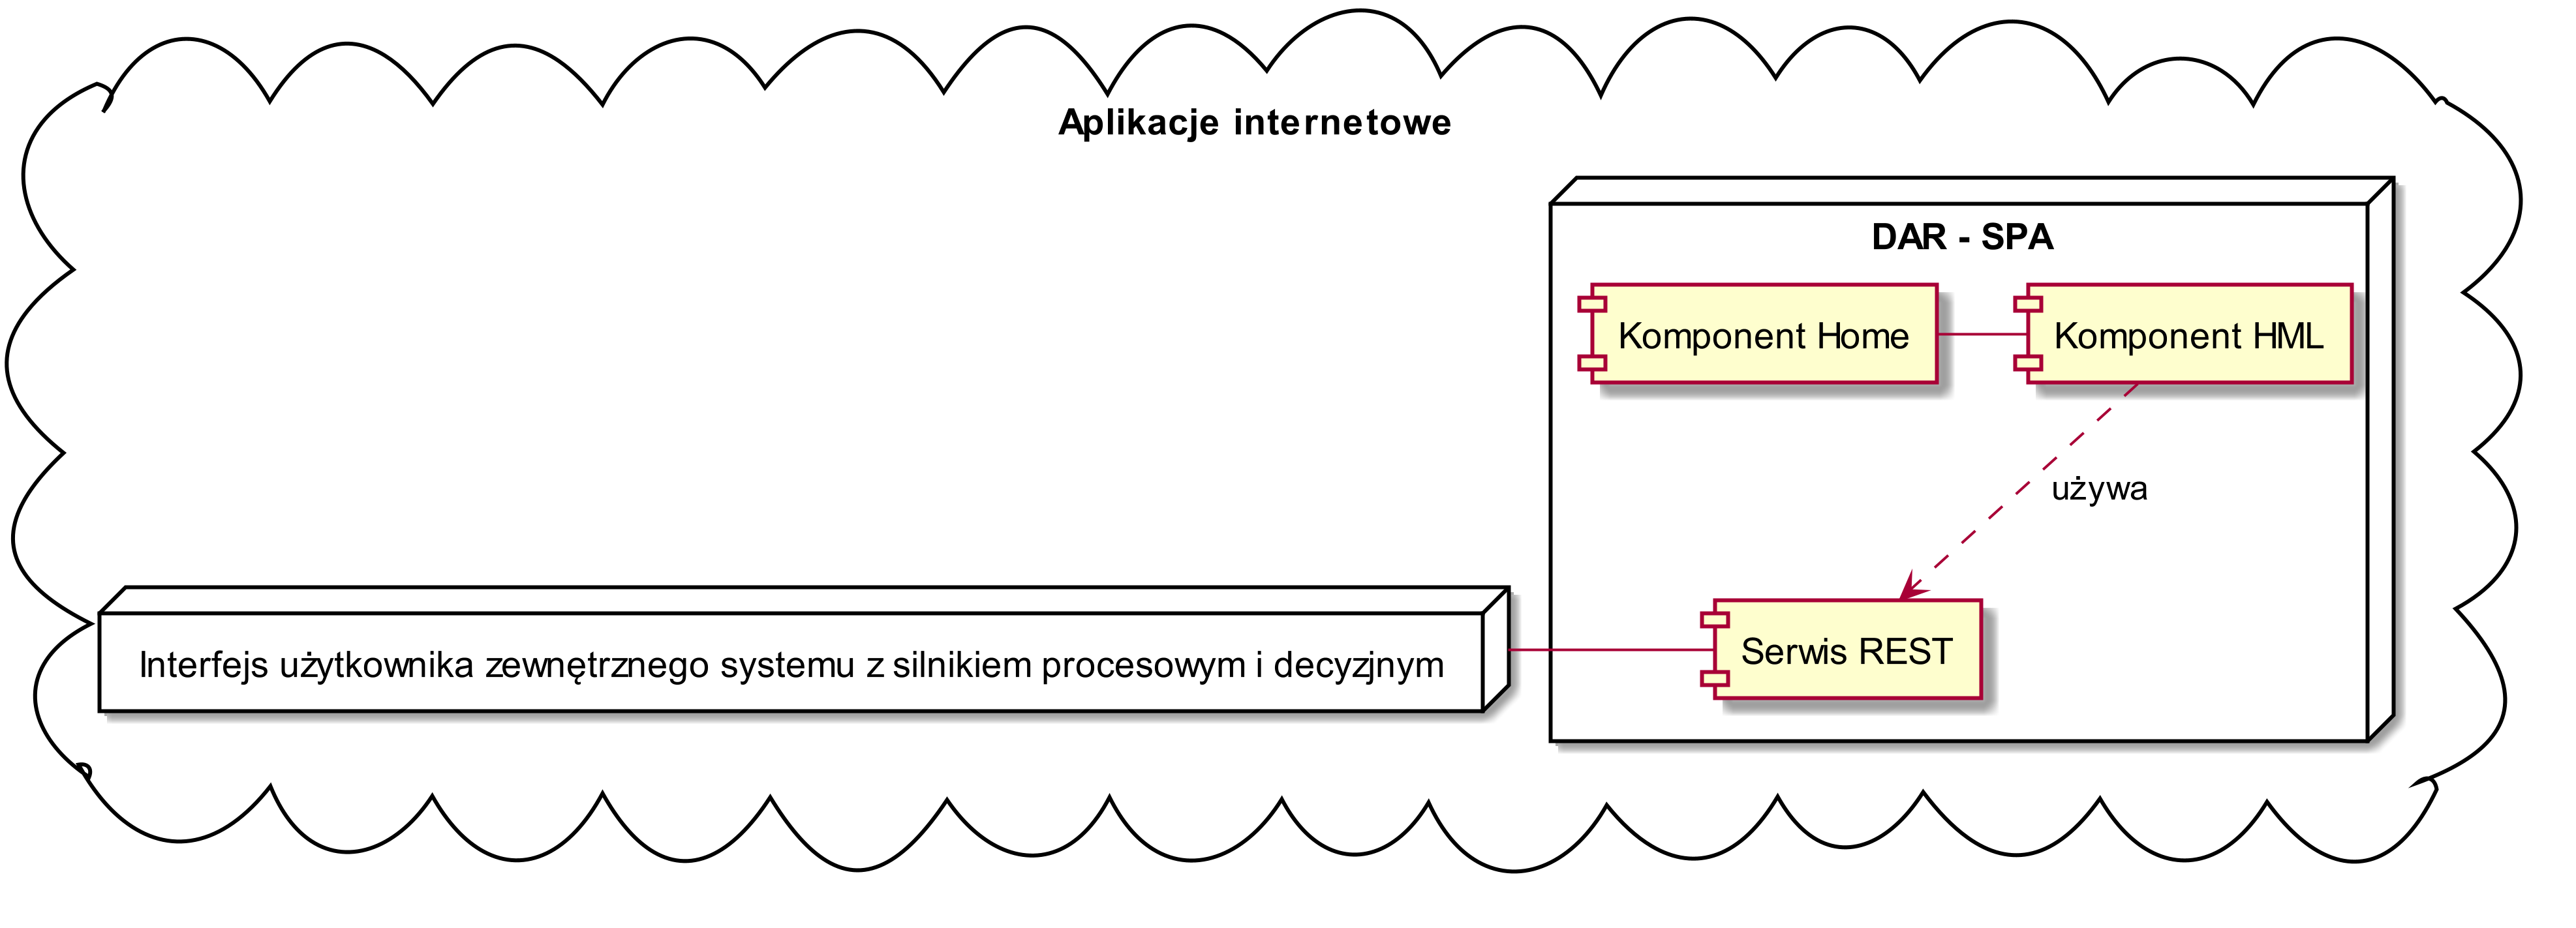 Aplikacje internetowe
DAR - SPA
Komponent Home
Komponent HML
używa
Interfejs użytkownika zewnętrznego systemu z silnikiem procesowym i decyzjnym
Serwis REST